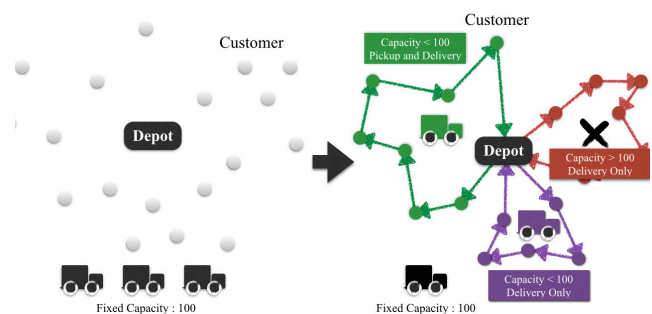 Customer
Depot
Fixed Capacity : 100
Customer
Capacity < 100
Pickup and Delivery
Depot
Capacity > 100
Delivery Only
Capacity < 100
Delivery Only
Fixed Capacity : 100